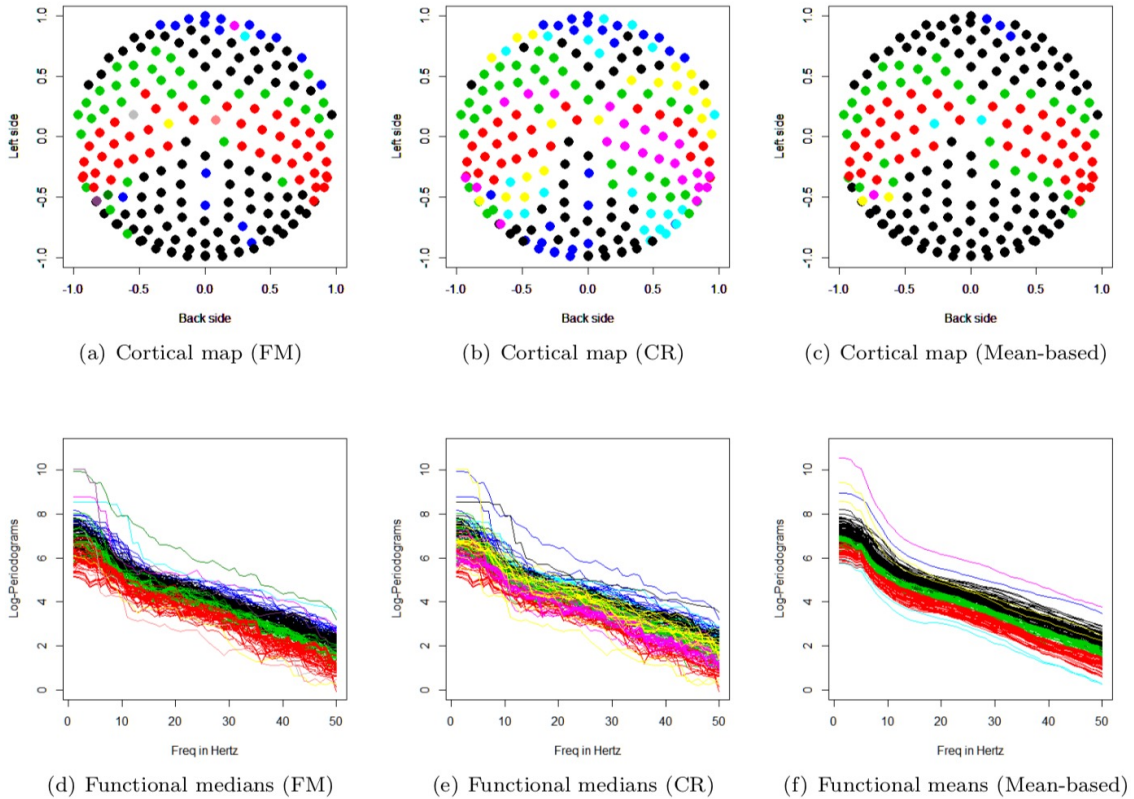 1.0
0.5
0.0
-0.5
-1.0
Left side
-1.0 -0.5 0.0 0.5 1.0
Back side
(a) Cortical map (FM)
1.0
0.5
0.0
-0.5
-1.0
Left side
-1.0 -0.5 0.0 0.5 1.0
Back side
(b) Cortical map (CR)
1.0
0.5
0.0
-0.5
-1.0
Left side
-1.0 -0.5 0.0 0.5 1.0
Back side
(c) Cortical map (Mean-based)
10
8
6
4
2
0
Log-Periodograms
0 10 20 30 40 50
Freq in Hertz
(d) Functional medians (FM)
10
8
6
4
2
0
Log-Periodograms
0 10 20 30 40 50
Freq in Hertz
(e) Functional medians (CR)
10
8
6
4
2
0
Log-Periodograms
0 10 20 30 40 50
Freq in Hertz
(f) Functional means (Mean-based)